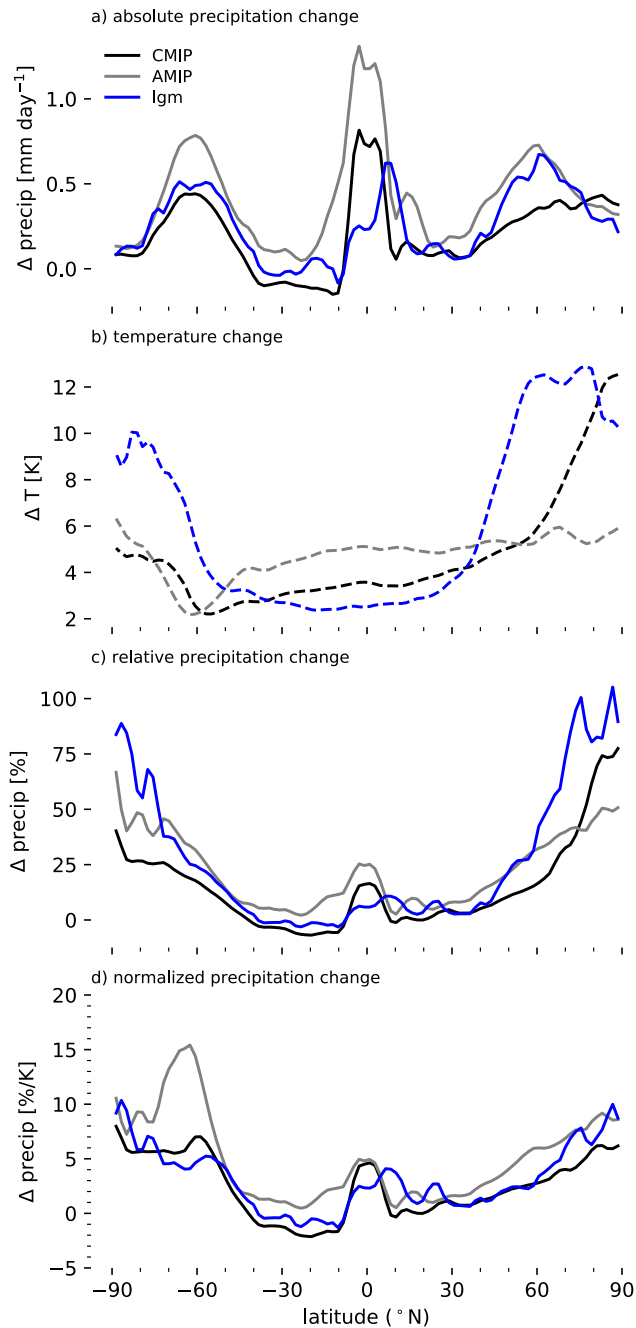 a) absolute precipitation change
CMIP
AMIP
lgm
1.0
0.5
0.0
Δ precip [mm day⁻¹]
b) temperature change
12
10
8
6
4
2
Δ T [K]
c) relative precipitation change
100
75
50
25
0
Δ precip [%]
d) normalized precipitation change
20
15
10
5
0
−5
Δ precip [%/K]
−90 −60 −30 0 30 60 90
latitude (°N)